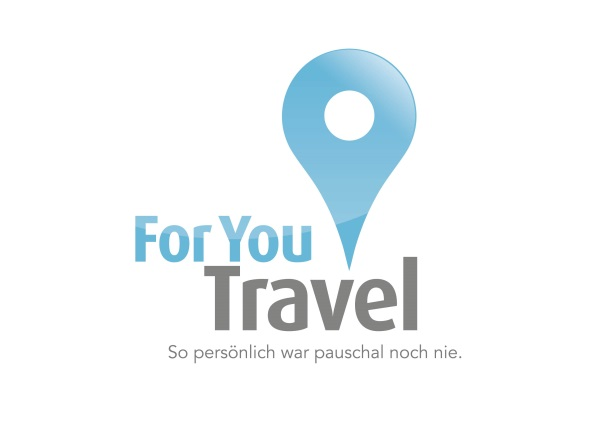 For You
Travel
So persönlich war pauschal noch nie.